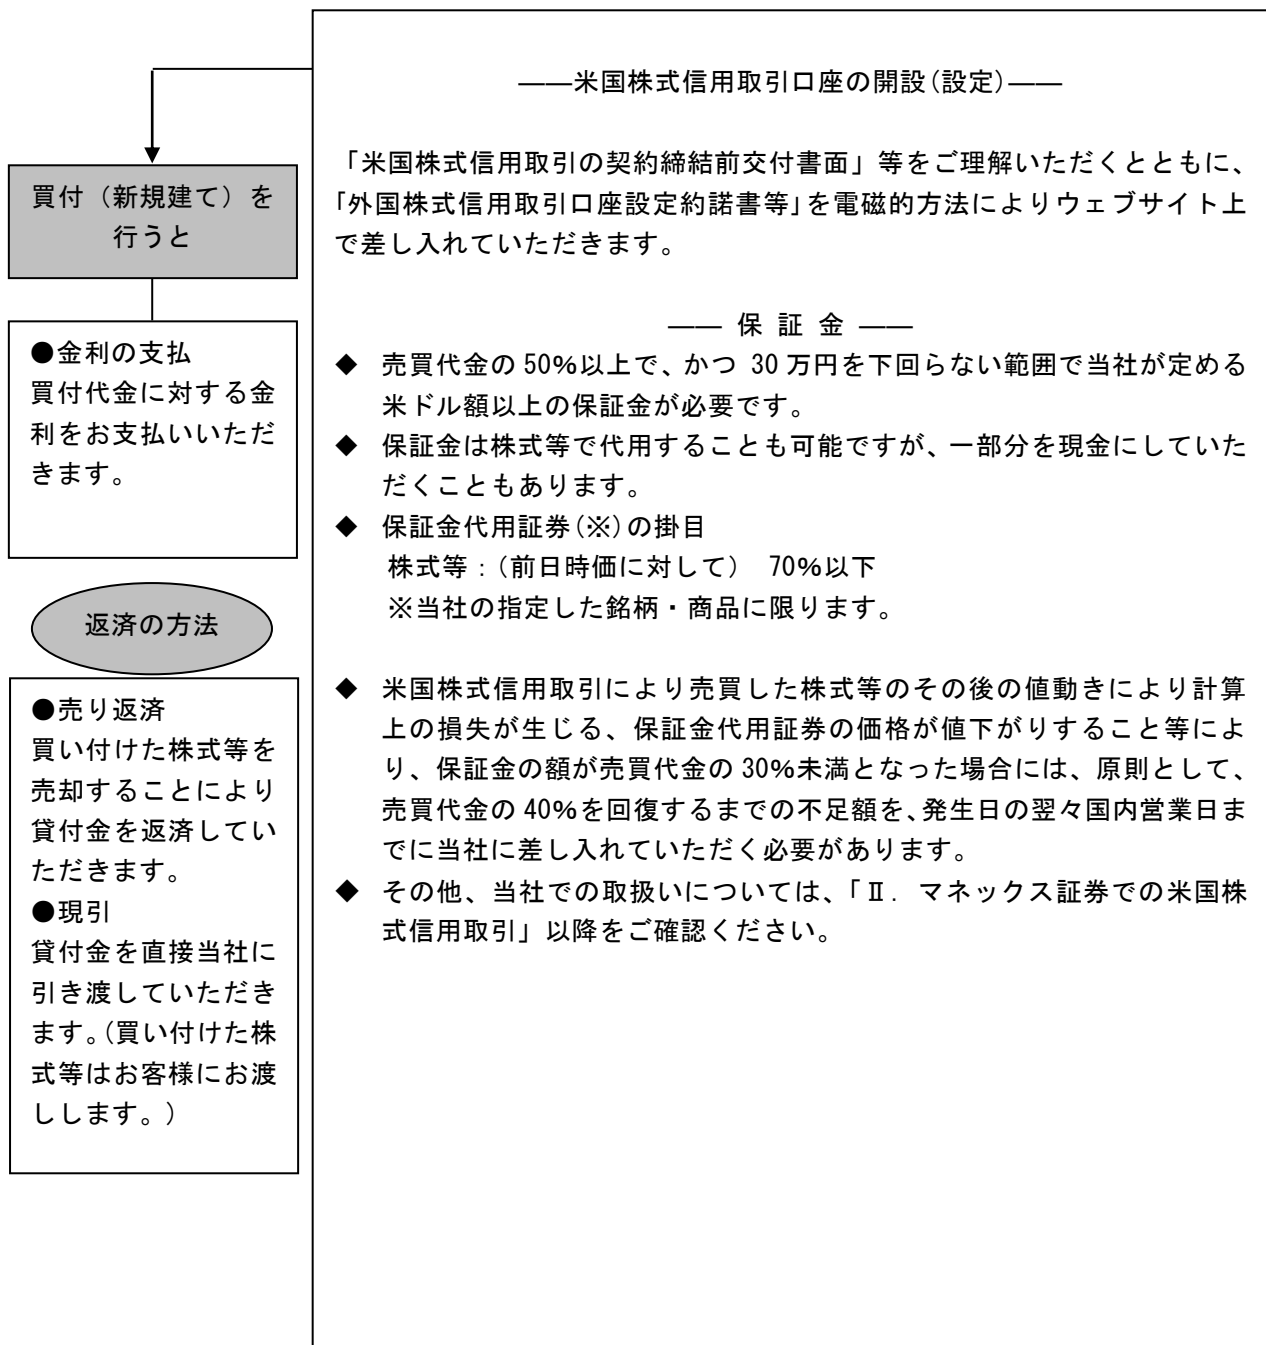 買付（新規建て）を
行うと
●金利の支払
買付代金に対する金
利をお支払いいただ
きます。
返済の方法
●売り返済
買い付けた株式等を
売却することにより
貸付金を返済してい
ただきます。
●現引
貸付金を直接当社に
引き渡していただき
ます。（買い付けた株
式等はお客様にお渡
しします。）
――米国株式信用取引口座の開設（設定）――
「米国株式信用取引の契約締結前交付書面」等をご理解いただくとともに、
「外国株式信用取引口座設定約諾書等」を電磁的方法によりウェブサイト上
で差し入れていただきます。
―― 保 証 金 ――
◆ 売買代金の 50%以上で、かつ 30 万円を下回らない範囲で当社が定める
米ドル額以上の保証金が必要です。
◆ 保証金は株式等で代用することも可能ですが、一部分を現金にしていた
だくこともあります。
◆ 保証金代用証券（※）の掛目
株式等：（前日時価に対して） 70%以下
※当社の指定した銘柄・商品に限ります。
◆ 米国株式信用取引により売買した株式等のその後の値動きにより計算
上の損失が生じる、保証金代用証券の価格が値下がりすること等によ
り、保証金の額が売買代金の 30%未満となった場合には、原則として、
売買代金の 40%を回復するまでの不足額を、発生日の翌々国内営業日ま
でに当社に差し入れていただく必要があります。
◆ その他、当社での取扱いについては、「Ⅱ．マネックス証券での米国株
式信用取引」以降をご確認ください。